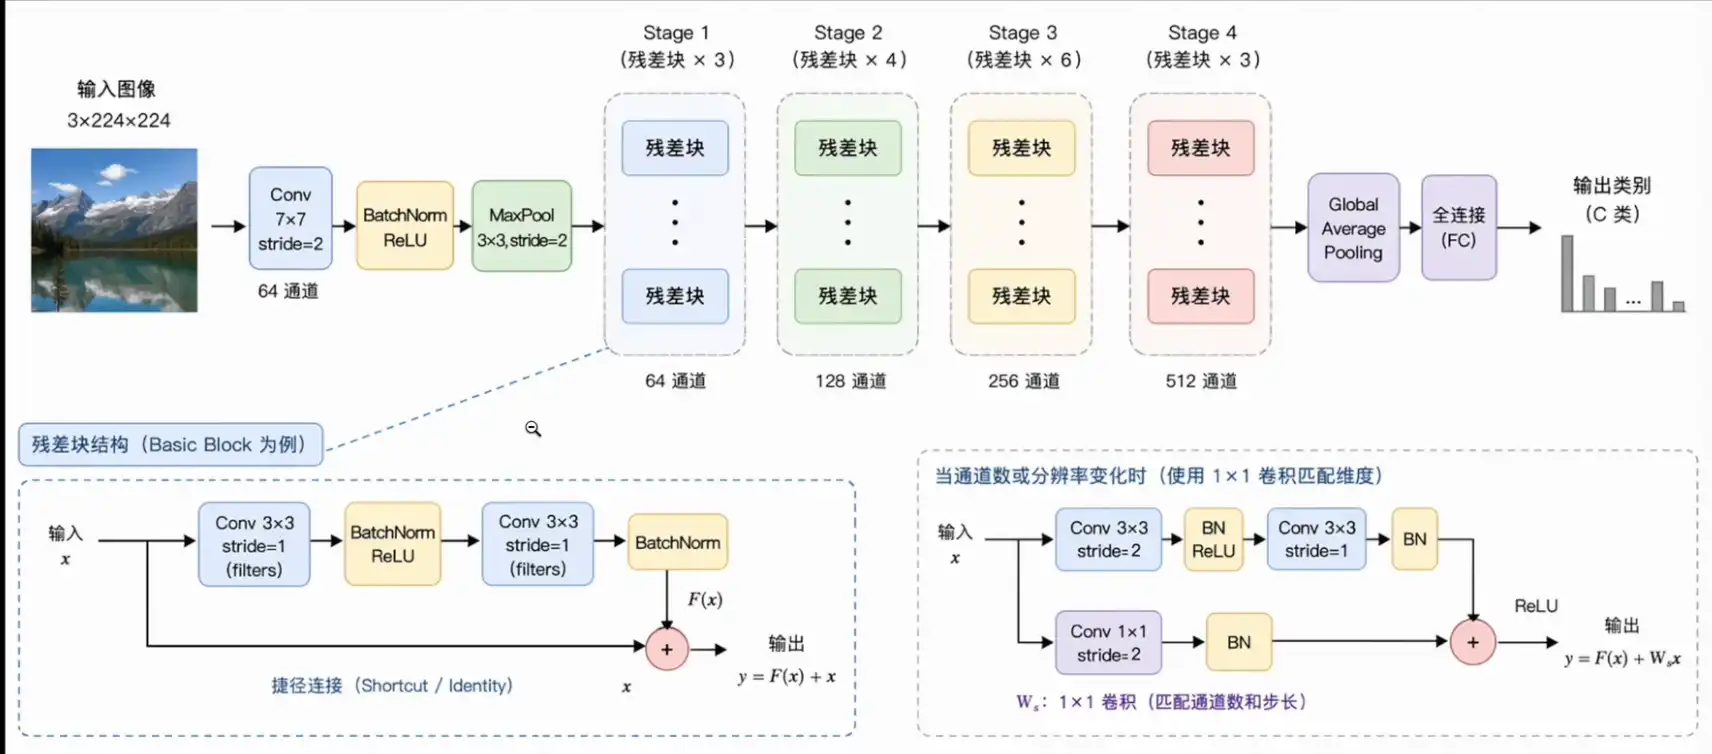 输入图像
3×224×224
Conv
7×7
stride=2
64 通道
BatchNorm
ReLU
MaxPool
3×3,stride=2
Stage 1
（残差块 × 3）
残差块
残差块
64 通道
Stage 2
（残差块 × 4）
残差块
残差块
128 通道
Stage 3
（残差块 × 6）
残差块
残差块
256 通道
Stage 4
（残差块 × 3）
残差块
残差块
512 通道
Global
Average
Pooling
全连接
(FC)
输出类别
（C 类）
...
残差块结构（Basic Block 为例）
输入
x
Conv 3×3
stride=1
(filters)
BatchNorm
ReLU
Conv 3×3
stride=1
(filters)
BatchNorm
F(x)
+
输出
y = F(x) + x
x
捷径连接（Shortcut / Identity）
当通道数或分辨率变化时（使用 1×1 卷积匹配维度）
输入
x
Conv 3×3
stride=2
BN
ReLU
Conv 3×3
stride=1
BN
Conv 1×1
stride=2
BN
+
ReLU
输出
y = F(x) + Wₛx
Wₛ: 1×1 卷积（匹配通道数和步长）